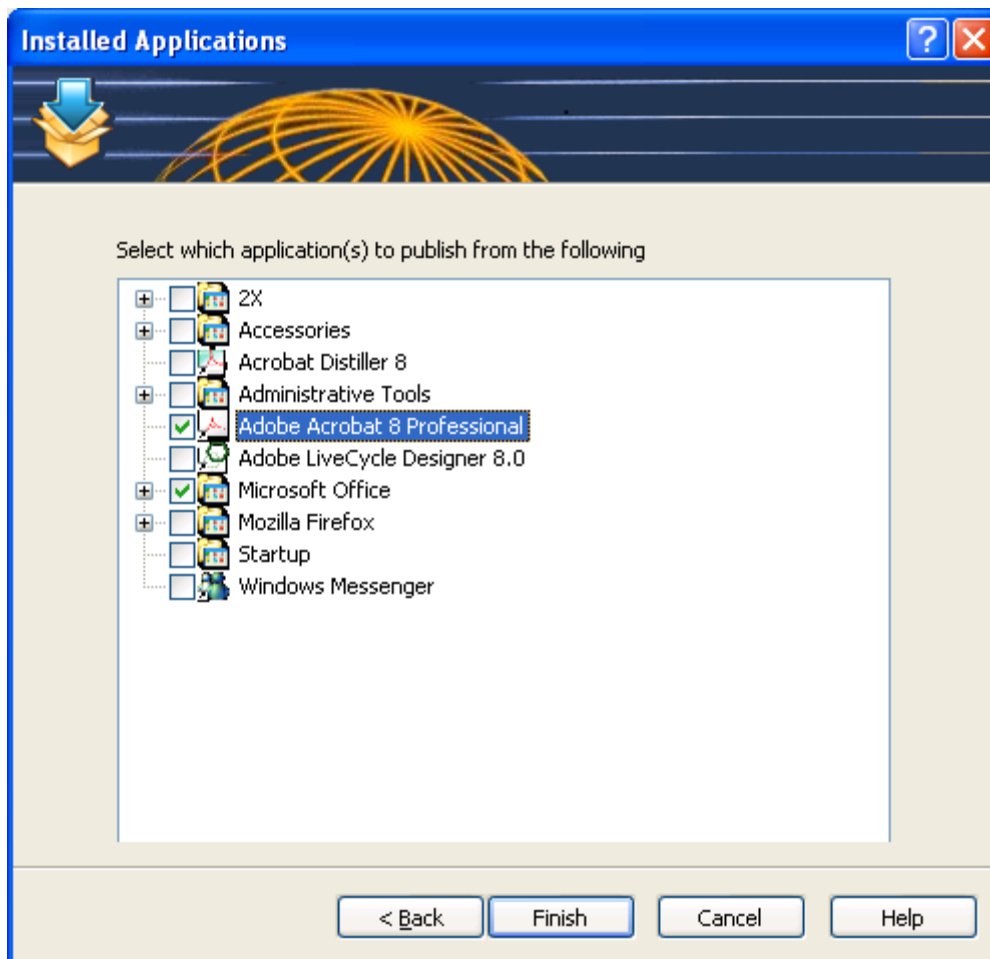 Installed Applications
Select which application(s) to publish from the following
2X
Accessories
Acrobat Distiller 8
Administrative Tools
Adobe Acrobat 8 Professional
Adobe LiveCycle Designer 8.0
Microsoft Office
Mozilla Firefox
Startup
Windows Messenger
< Back Finish Cancel Help